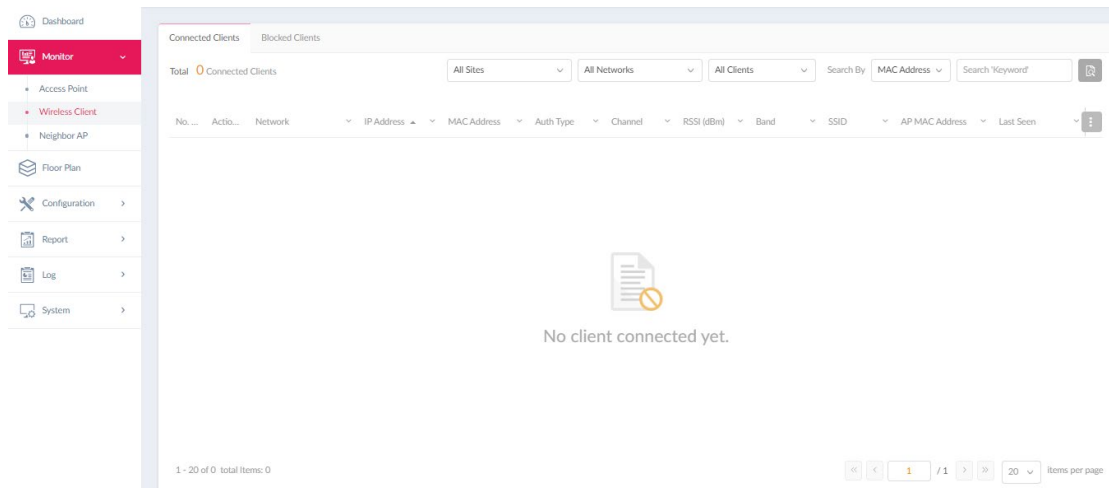 Dashboard
Monitor
Access Point
Wireless Client
Neighbor AP
Floor Plan
Configuration
Report
Log
System
Connected Clients Blocked Clients
Total 0 Connected Clients All Sites All Networks All Clients Search By MAC Address Search 'Keyword'
No. ... Actio... Network IP Address MAC Address Auth Type Channel RSSI (dBm) Band SSID AP MAC Address Last Seen
No client connected yet.
1 - 20 of 0 total Items: 0 1 / 1 20 items per page